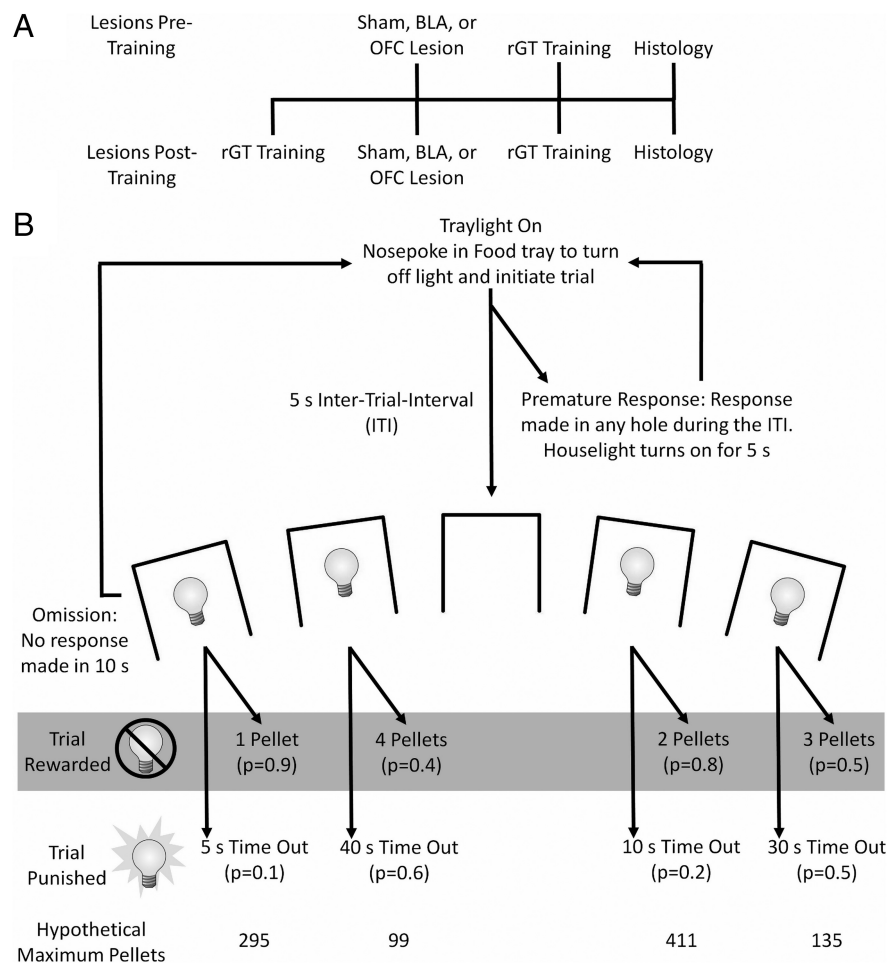 A
Lesions Pre-
Training
Sham, BLA, or
OFC Lesion
rGT Training
Histology
Lesions Post-
Training
rGT Training
Sham, BLA, or
OFC Lesion
rGT Training
Histology
B
Traylight On
Nosepoke in Food tray to turn
off light and initiate trial
5 s Inter-Trial-Interval
(ITI)
Premature Response: Response
made in any hole during the ITI.
Houselight turns on for 5 s
Omission:
No response
made in 10 s
Trial
Rewarded
1 Pellet
(p=0.9)
4 Pellets
(p=0.4)
2 Pellets
(p=0.8)
3 Pellets
(p=0.5)
Trial
Punished
5 s Time Out
(p=0.1)
40 s Time Out
(p=0.6)
10 s Time Out
(p=0.2)
30 s Time Out
(p=0.5)
Hypothetical
Maximum Pellets
295
99
411
135